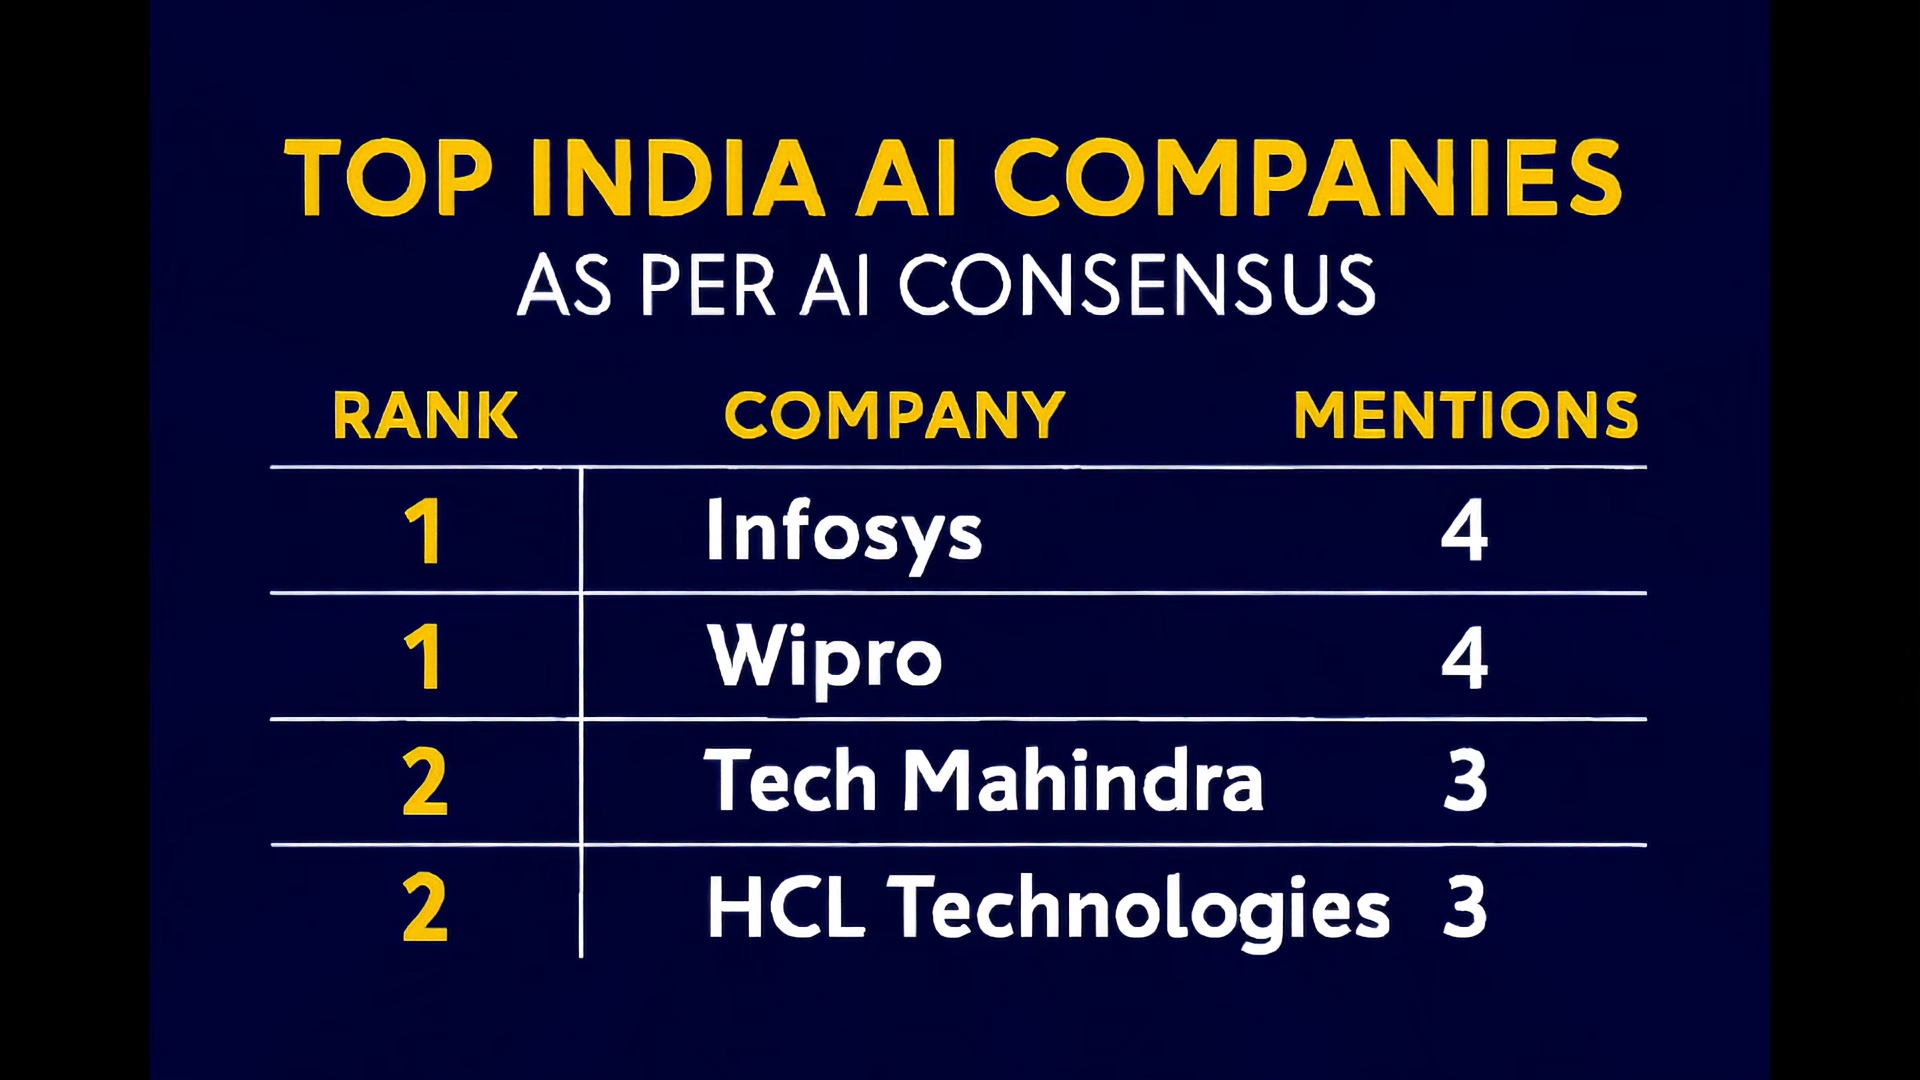 TOP INDIA AI COMPANIES
AS PER AI CONSENSUS
RANK COMPANY MENTIONS
1 Infosys 4
1 Wipro 4
2 Tech Mahindra 3
2 HCL Technologies 3